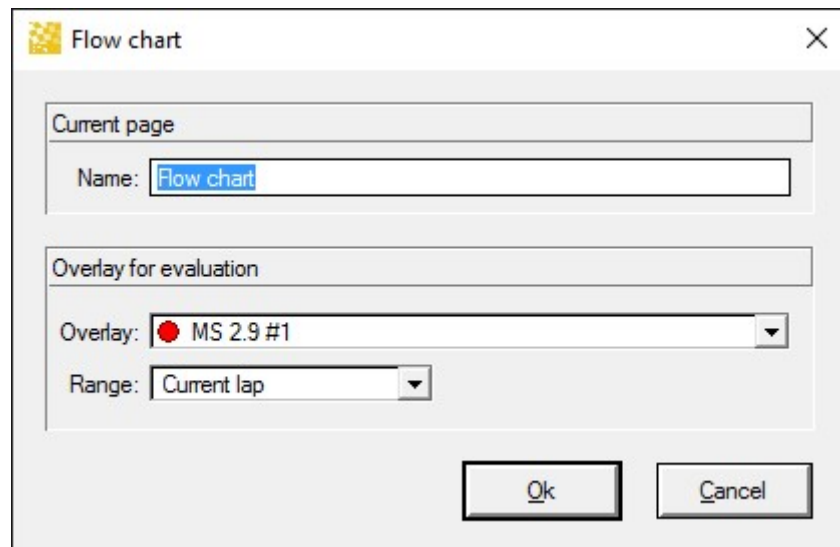 Flow chart
Current page
Name: Flow chart
Overlay for evaluation
Overlay: MS 2.9 #1
Range: Current lap
Ok Cancel